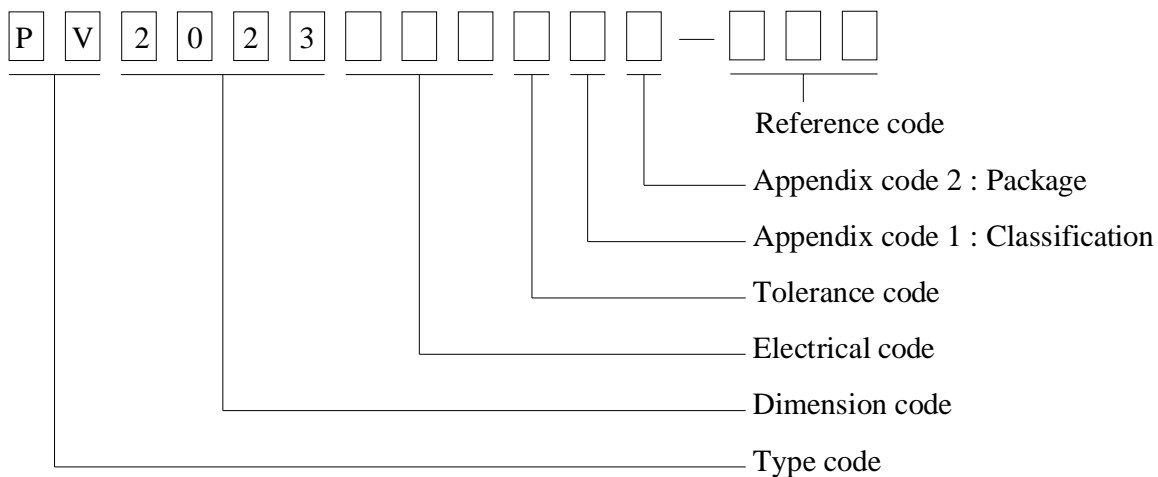 P V 2 0 2 3 —
Reference code
Appendix code 2 : Package
Appendix code 1 : Classification
Tolerance code
Electrical code
Dimension code
Type code